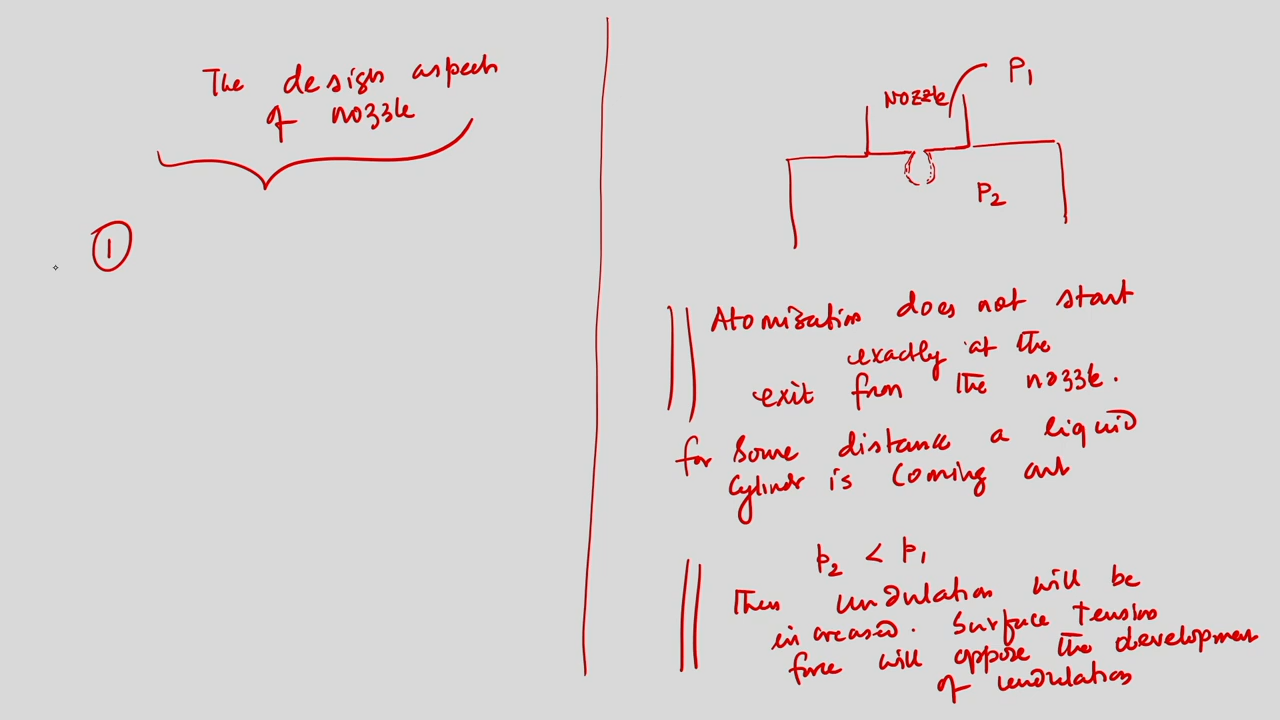 The design aspects
of nozzle
1
Nozzle
P1
P2
Atomization does not start
exactly at the
exit from the nozzle.
for some distance a liquid
Cylinder is coming out
P2 < P1
Then undulation will be
increased. Surface tension
force will oppose the development
of undulation